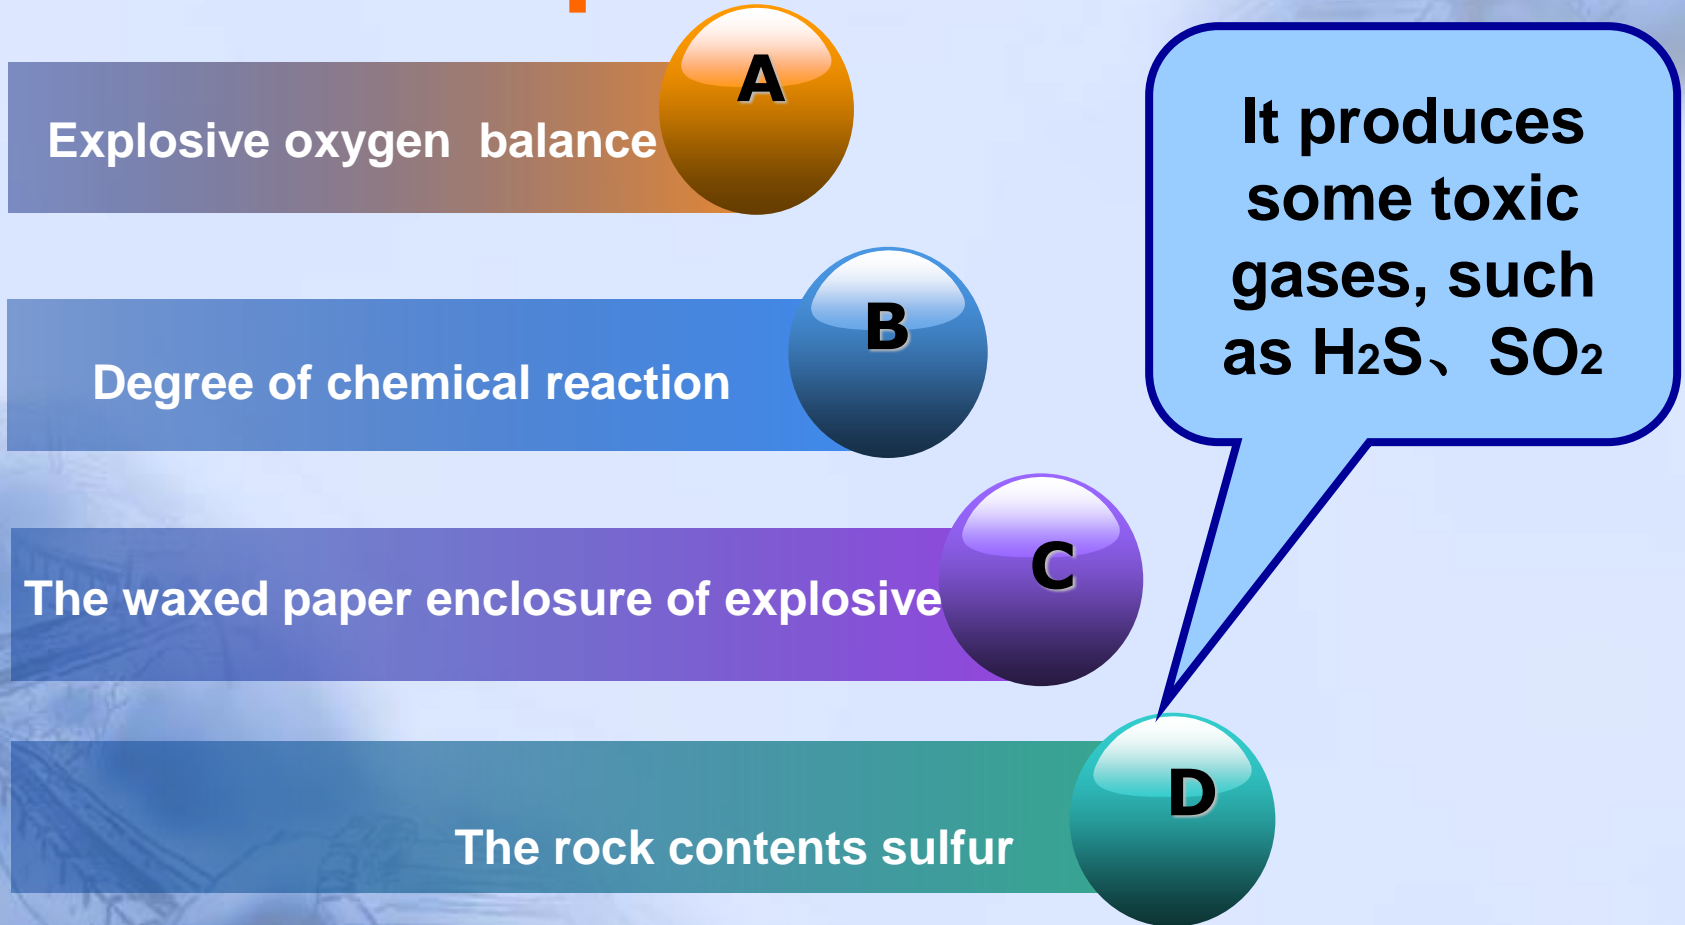 A
Explosive oxygen  balance
B
Degree of chemical reaction
C
The waxed paper enclosure of explosive
D
The rock contents sulfur
It produces
some toxic
gases, such
as H2S、SO2